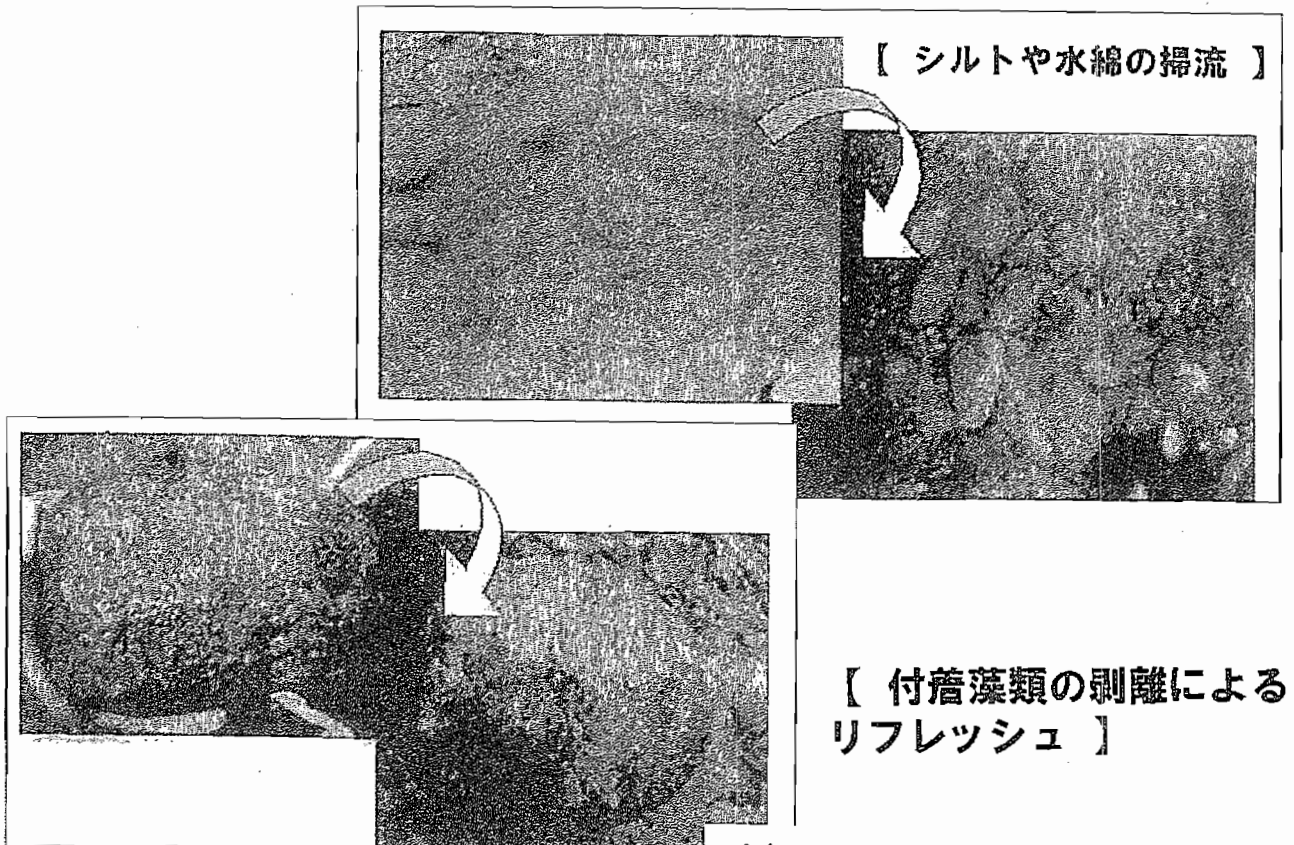 【 シルトや水綿の掃流 】
【 付着藻類の剥離による
リフレッシュ 】